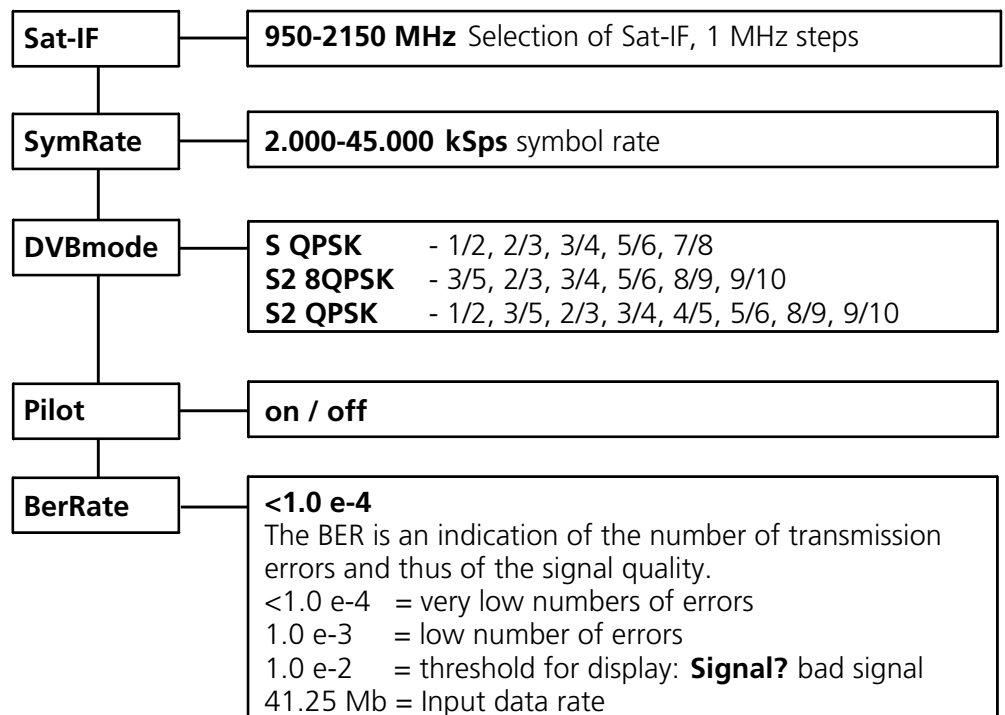 Sat-IF
950-2150 MHz Selection of Sat-IF, 1 MHz steps
SymRate
2.000-45.000 kSps symbol rate
DVBmode
S QPSK - 1/2, 2/3, 3/4, 5/6, 7/8
S2 8QPSK - 3/5, 2/3, 3/4, 5/6, 8/9, 9/10
S2 QPSK - 1/2, 3/5, 2/3, 3/4, 4/5, 5/6, 8/9, 9/10
Pilot
on / off
BerRate
<1.0 e-4
The BER is an indication of the number of transmission
errors and thus of the signal quality.
<1.0 e-4 = very low numbers of errors
1.0 e-3 = low number of errors
1.0 e-2 = threshold for display: Signal? bad signal
41.25 Mb = Input data rate